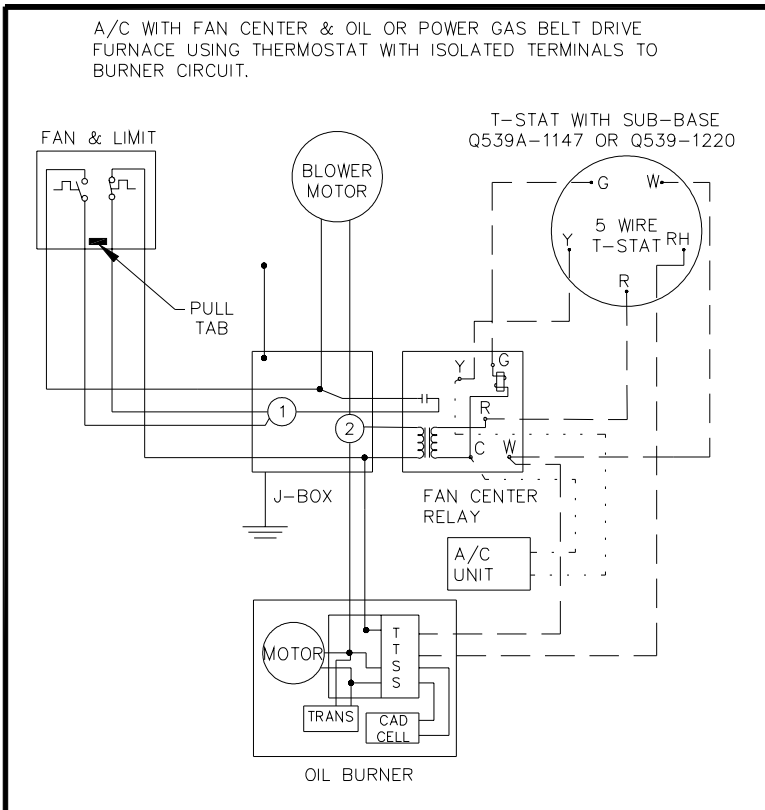 A/C WITH FAN CENTER & OIL OR POWER GAS BELT DRIVE
FURNACE USING THERMOSTAT WITH ISOLATED TERMINALS TO
BURNER CIRCUIT.
T-STAT WITH SUB-BASE
Q539A-1147 OR Q539-1220
FAN & LIMIT
BLOWER
MOTOR
G
W
5 WIRE
T-STAT
Y
RH
R
PULL
TAB
Y
G
1
R
2
C
W
J-BOX
FAN CENTER
RELAY
A/C
UNIT
MOTOR
T
T
S
S
TRANS
CAD
CELL
OIL BURNER